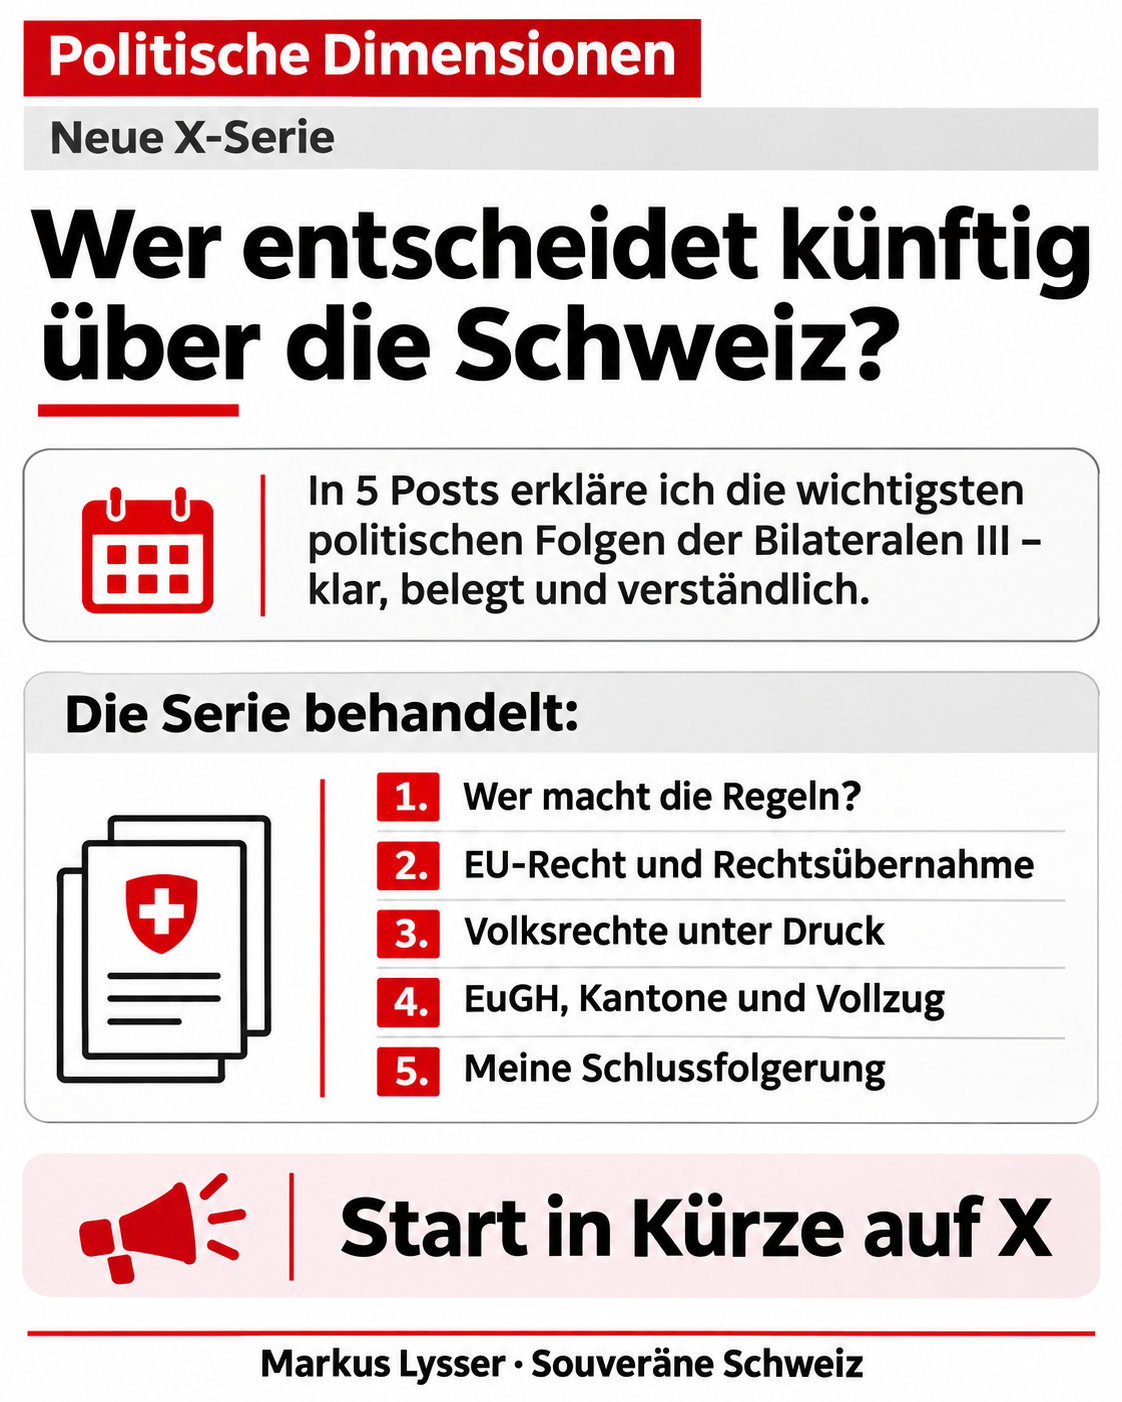 Politische Dimensionen
Neue X-Serie
Wer entscheidet künftig
über die Schweiz?
In 5 Posts erkläre ich die wichtigsten
politischen Folgen der Bilateralen III –
klar, belegt und verständlich.
Die Serie behandelt:
1. Wer macht die Regeln?
2. EU-Recht und Rechtsübernahme
3. Volksrechte unter Druck
4. EuGH, Kantone und Vollzug
5. Meine Schlussfolgerung
Start in Kürze auf X
Markus Lysser · Souveräne Schweiz